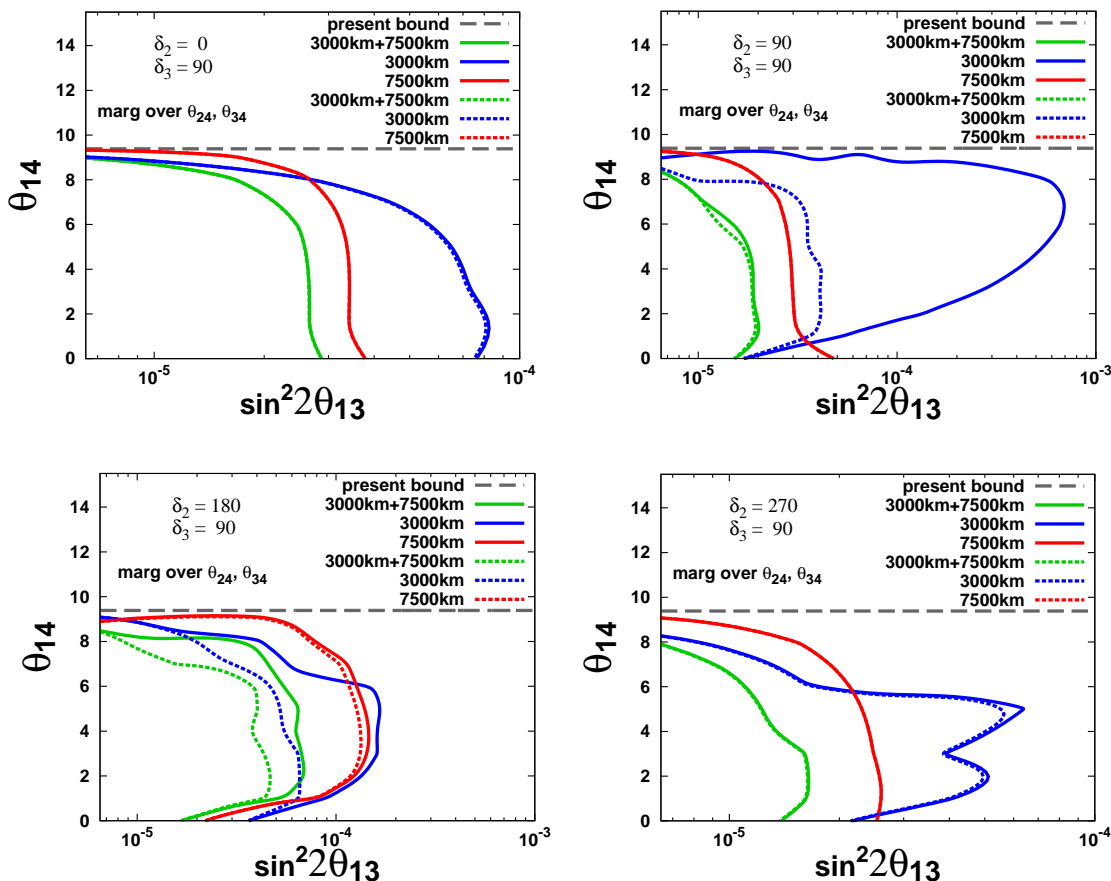 present bound
3000km+7500km
3000km
7500km
3000km+7500km
3000km
7500km
δ2 = 0
δ3 = 90
marg over θ24, θ34
14
12
10
8
6
4
2
0
θ14
10-5
10-4
sin22θ13
present bound
3000km+7500km
3000km
7500km
3000km+7500km
3000km
7500km
δ2 = 90
δ3 = 90
marg over θ24, θ34
14
12
10
8
6
4
2
0
θ14
10-5
10-4
10-3
sin22θ13
present bound
3000km+7500km
3000km
7500km
3000km+7500km
3000km
7500km
δ2 = 180
δ3 = 90
marg over θ24, θ34
14
12
10
8
6
4
2
0
θ14
10-5
10-4
10-3
sin22θ13
present bound
3000km+7500km
3000km
7500km
3000km+7500km
3000km
7500km
δ2 = 270
δ3 = 90
marg over θ24, θ34
14
12
10
8
6
4
2
0
θ14
10-5
10-4
sin22θ13